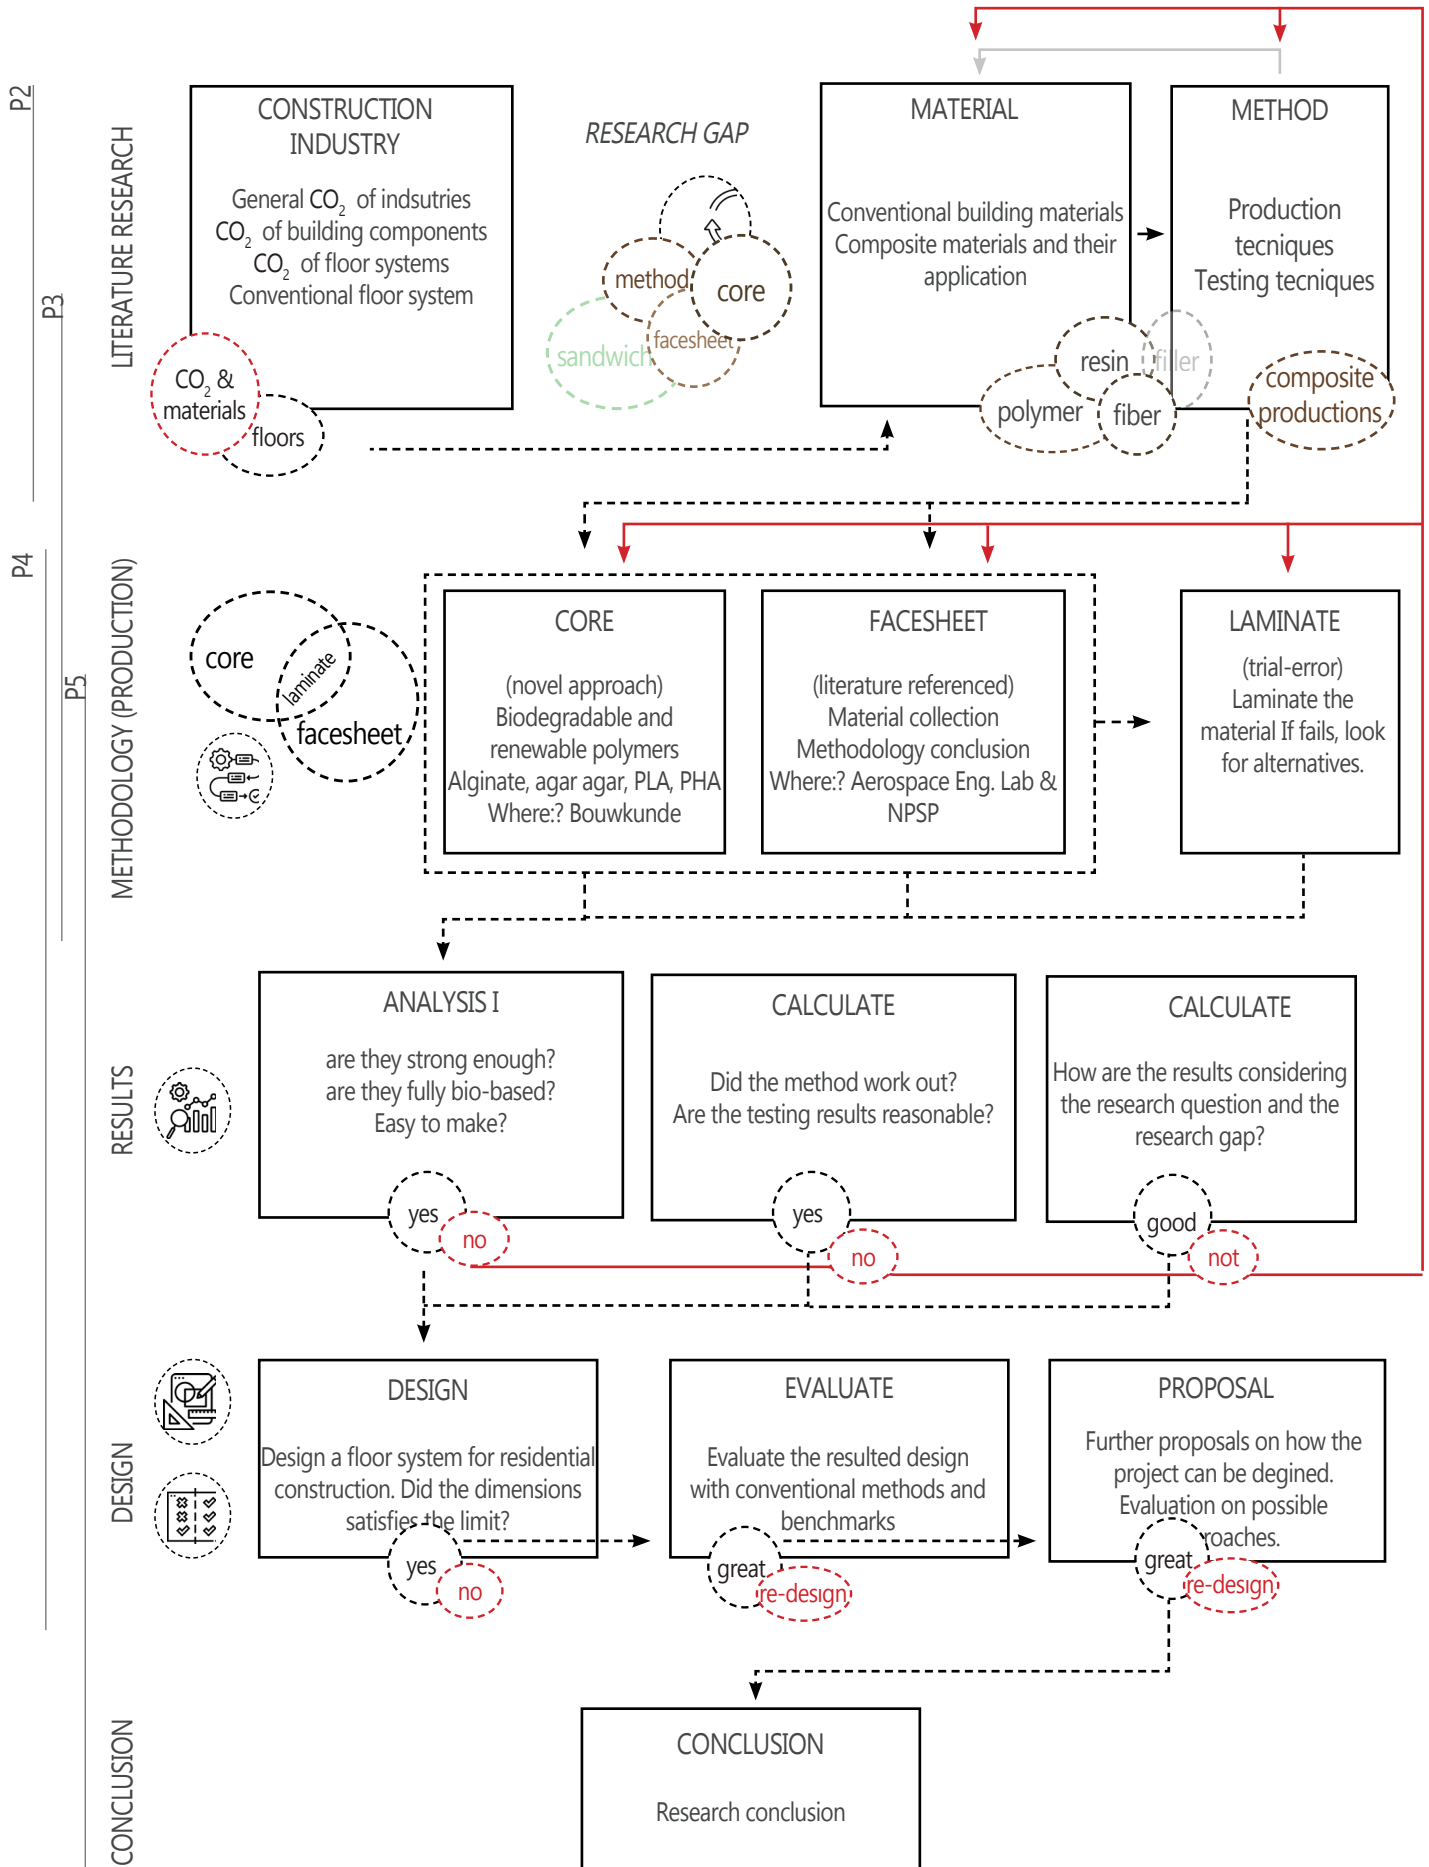 P2
P3
P4
P5
LITERATURE RESEARCH
CONSTRUCTION
INDUSTRY
General CO2 of indsutries
CO2 of building components
CO2 of floor systems
Conventional floor system
CO2 &
materials
floors
RESEARCH GAP
method
core
facesheet
sandwich
MATERIAL
Conventional building materials
Composite materials and their
application
resin
filler
polymer
fiber
METHOD
Production
tecniques
Testing tecniques
composite
productions
METHODOLOGY (PRODUCTION)
core
laminate
facesheet
CORE
(novel approach)
Biodegradable and
renewable polymers
Alginate, agar agar, PLA, PHA
Where:? Bouwkunde
FACESHEET
(literature referenced)
Material collection
Methodology conclusion
Where:? Aerospace Eng. Lab &
NPSP
LAMINATE
(trial-error)
Laminate the
material If fails, look
for alternatives.
RESULTS
ANALYSIS I
are they strong enough?
are they fully bio-based?
Easy to make?
yes
no
CALCULATE
Did the method work out?
Are the testing results reasonable?
yes
no
CALCULATE
How are the results considering
the research question and the
research gap?
good
not
DESIGN
DESIGN
Design a floor system for residential
construction. Did the dimensions
satisfies the limit?
yes
no
EVALUATE
Evaluate the resulted design
with conventional methods and
benchmarks
great
re-design
PROPOSAL
Further proposals on how the
project can be degined.
Evaluation on possible
roaches.
great
re-design
CONCLUSION
CONCLUSION
Research conclusion